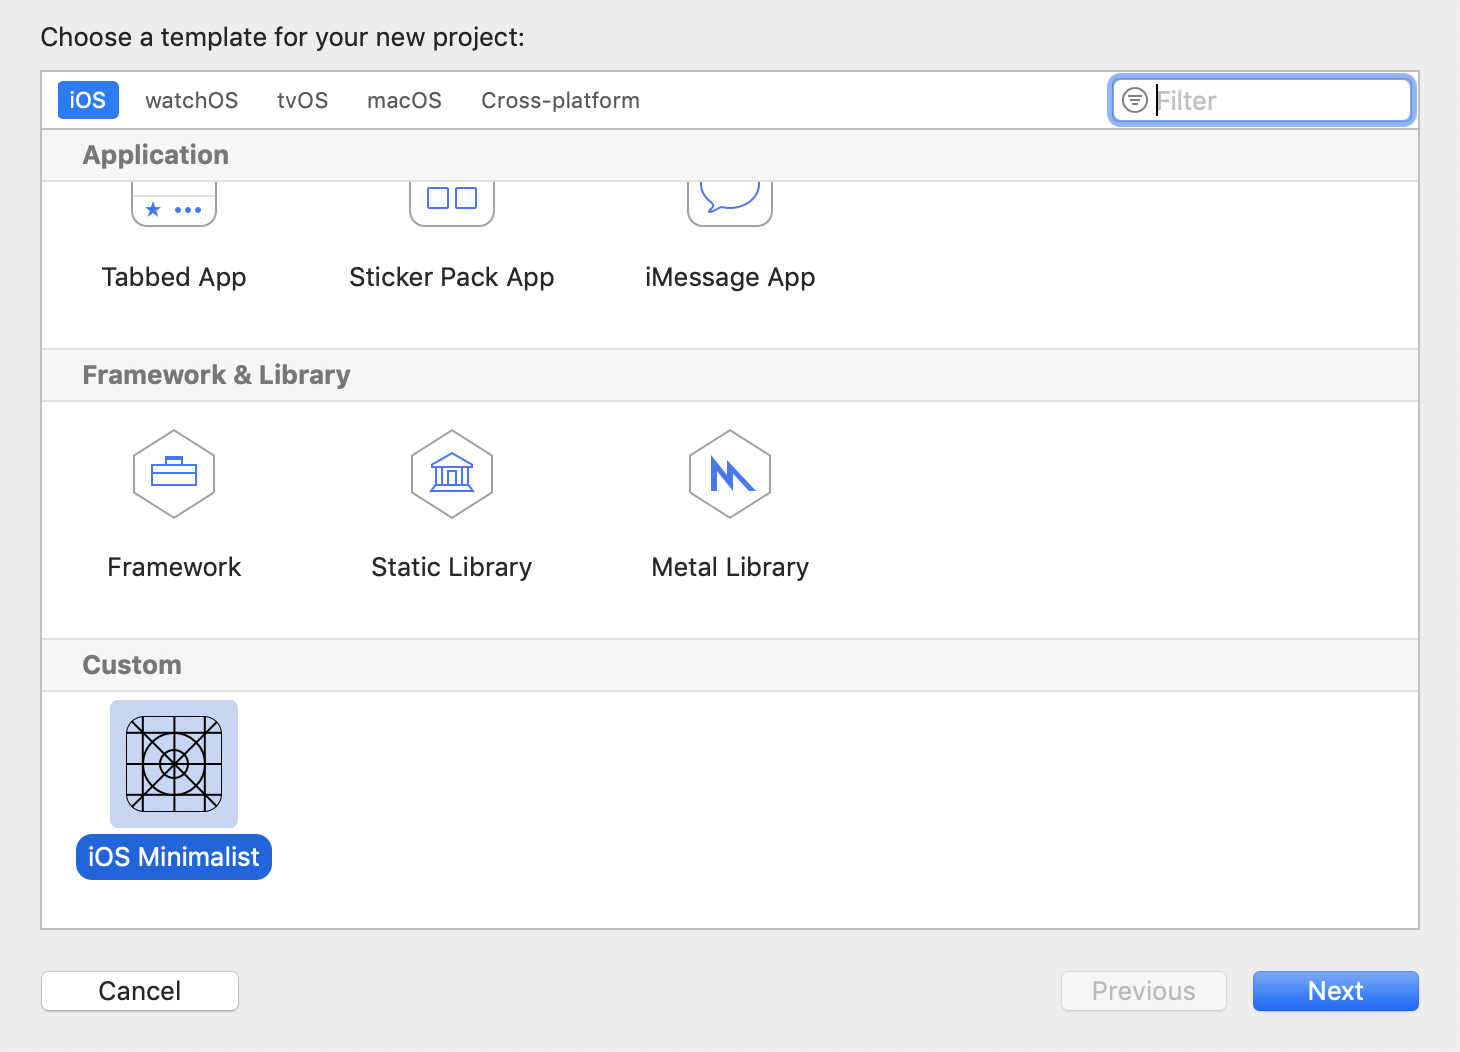 Choose a template for your new project:
iOS watchOS tvOS macOS Cross-platform Filter
Application
Tabbed App Sticker Pack App iMessage App
Framework & Library
Framework Static Library Metal Library
Custom
iOS Minimalist
Cancel Previous Next